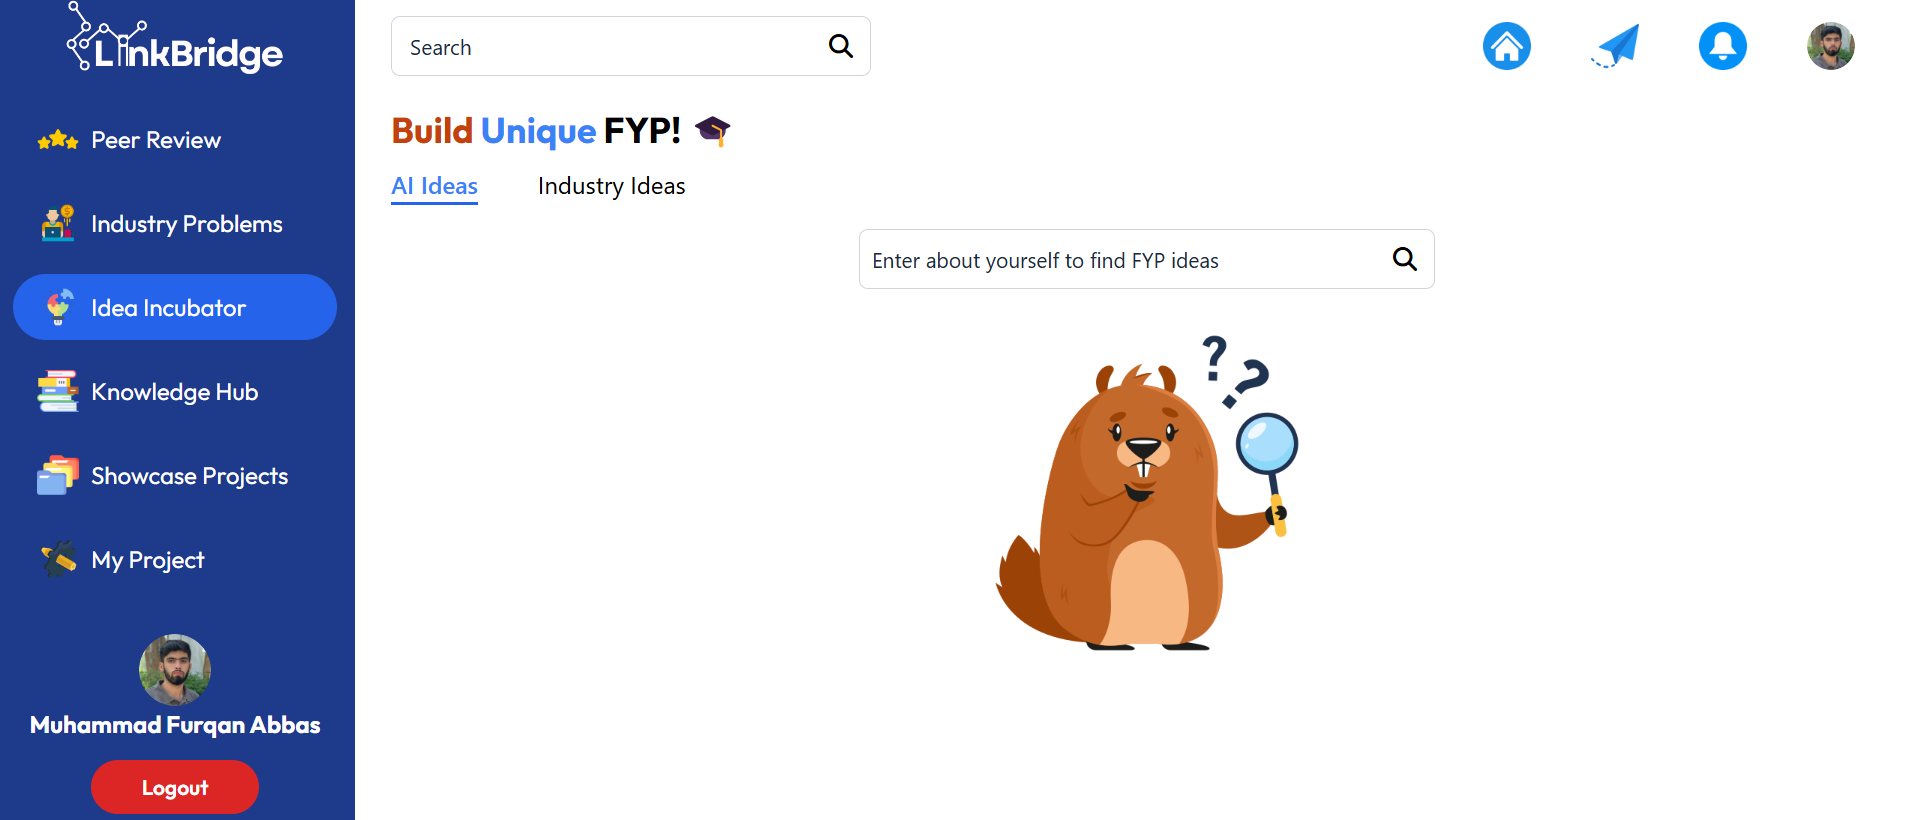 LinkBridge
Peer Review
Industry Problems
Idea Incubator
Knowledge Hub
Showcase Projects
My Project
Muhammad Furqan Abbas
Logout
Search
Build Unique FYP!
AI Ideas
Industry Ideas
Enter about yourself to find FYP ideas
? ?